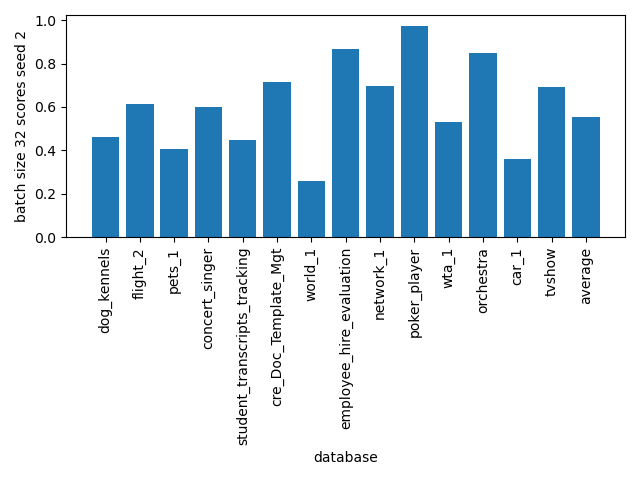 batch size 32 scores seed 2
1.0
0.8
0.6
0.4
0.2
0.0
dog_kennels
flight_2
pets_1
concert_singer
student_transcripts_tracking
cre_Doc_Template_Mgt
world_1
employee_hire_evaluation
network_1
poker_player
wta_1
orchestra
car_1
tvshow
average
database